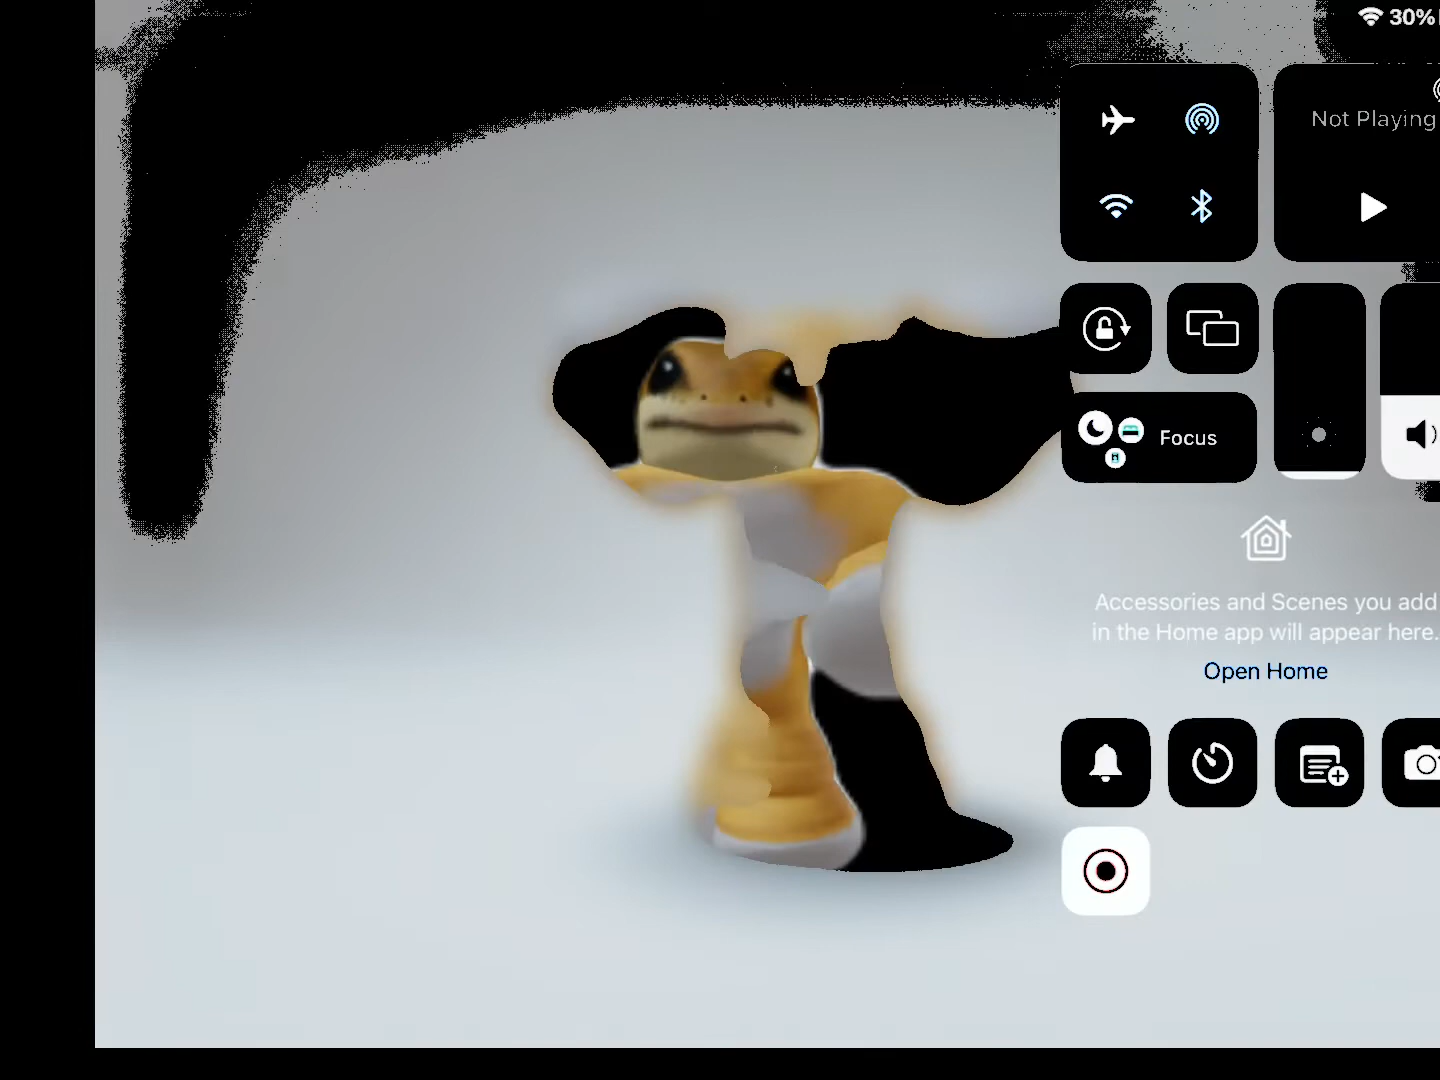 30%
Not Playing
Focus
Accessories and Scenes you add
in the Home app will appear here.
Open Home